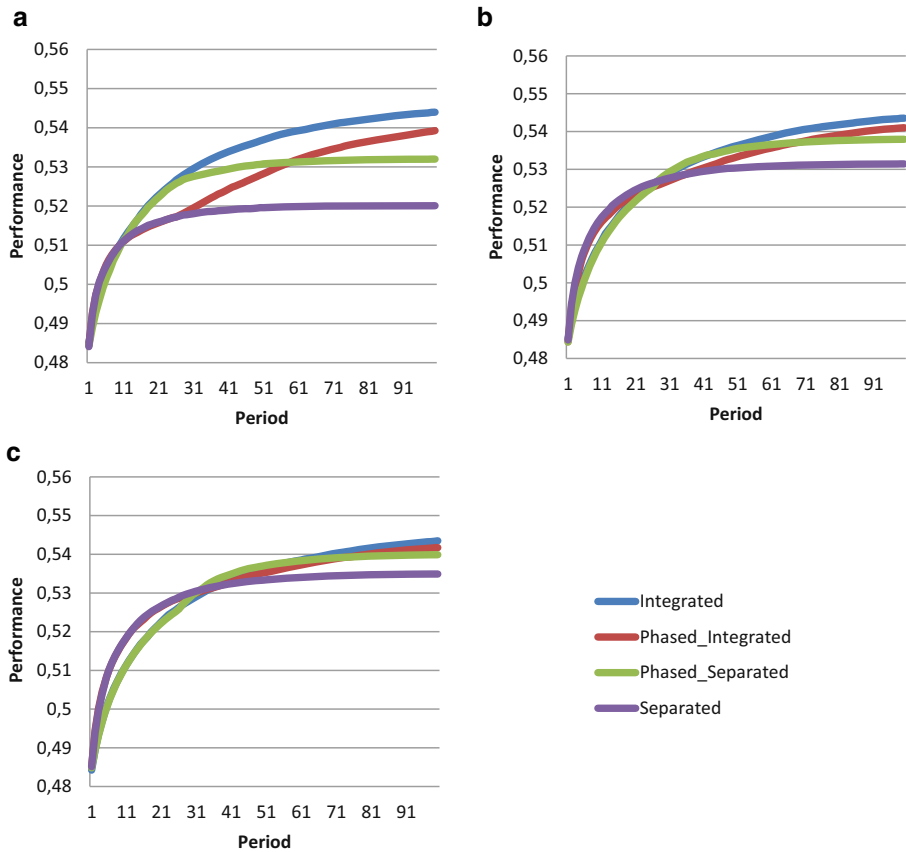 a
0,56
0,55
0,54
0,53
0,52
0,51
0,5
0,49
0,48
Performance
1 11 21 31 41 51 61 71 81 91
Period
b
0,56
0,55
0,54
0,53
0,52
0,51
0,5
0,49
0,48
Performance
1 11 21 31 41 51 61 71 81 91
Period
c
0,56
0,55
0,54
0,53
0,52
0,51
0,5
0,49
0,48
Performance
1 11 21 31 41 51 61 71 81 91
Period
Integrated
Phased_Integrated
Phased_Separated
Separated